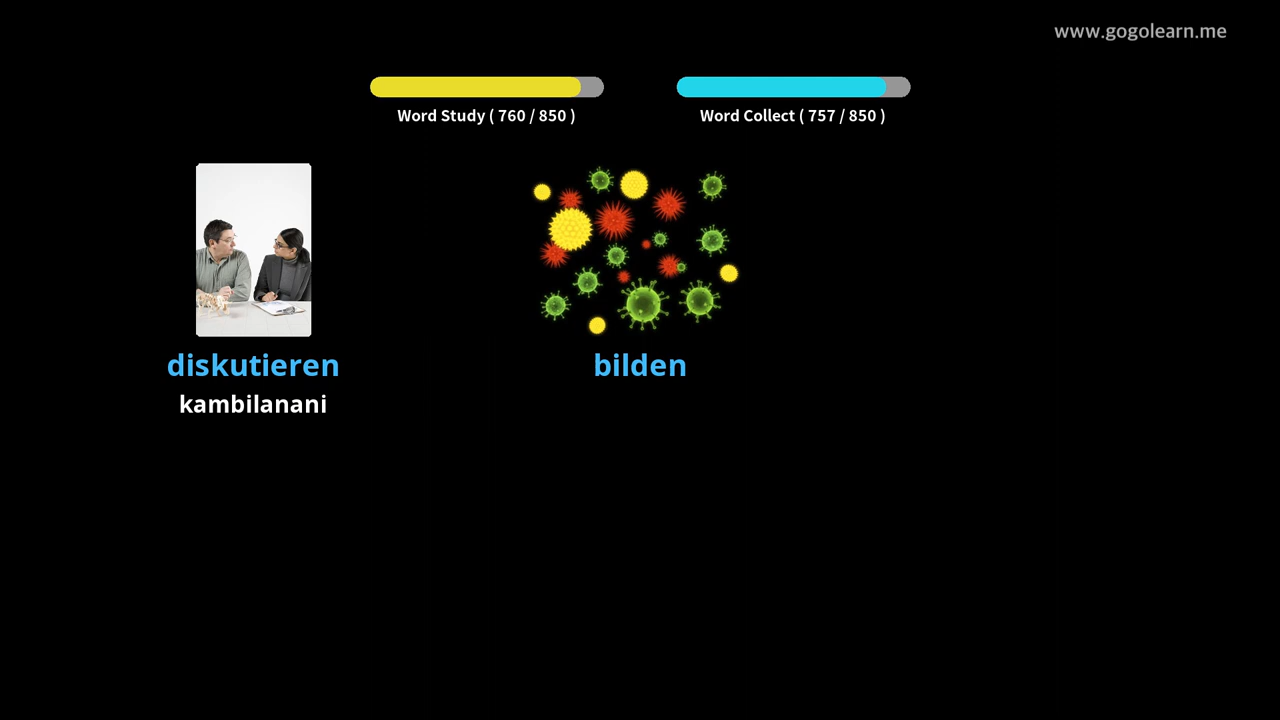 www.gogolearn.me
Word Study ( 760 / 850 )
Word Collect ( 757 / 850 )
diskutieren
kambilanani
bilden